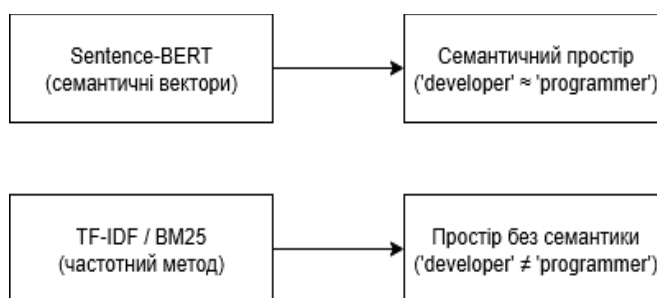 Sentence-BERT
(семантичні вектори)
Семантичний простір
('developer' ≈ 'programmer')
TF-IDF / BM25
(частотний метод)
Простір без семантики
('developer' ≠ 'programmer')